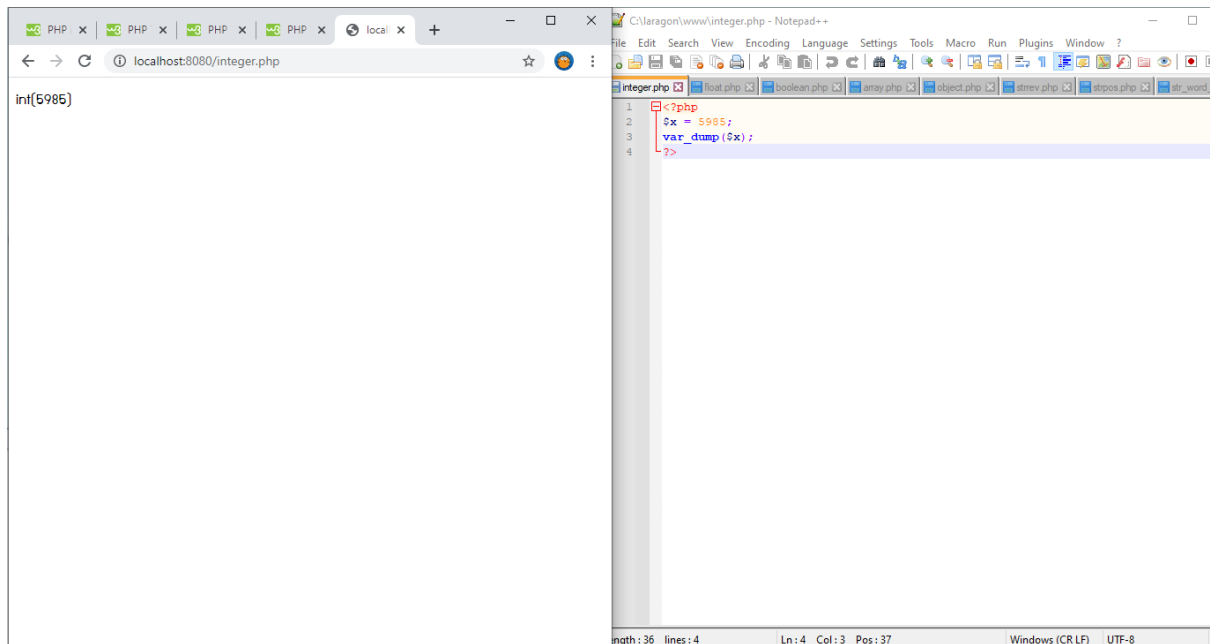 PHP
PHP
PHP
PHP
local
localhost:8080/integer.php
int(5985)
C:\laragon\www\integer.php - Notepad++
File Edit Search View Encoding Language Settings Tools Macro Run Plugins Window ?
integer.php float.php boolean.php array.php object.php strrev.php strpos.php str_word_
1 <?php
2 $x = 5985;
3 var_dump($x);
4 ?>
ength : 36 lines : 4 Ln : 4 Col : 3 Pos : 37 Windows (CR LF) UTF-8